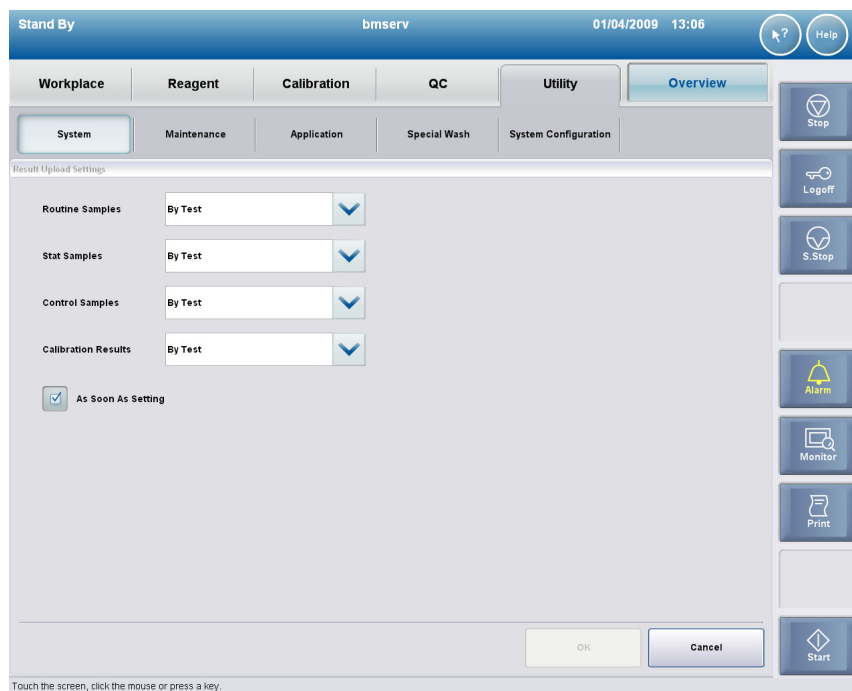 Stand By bmserv 01/04/2009 13:06
? Help
Workplace Reagent Calibration QC Utility Overview
System Maintenance Application Special Wash System Configuration
Result Upload Settings
Routine Samples By Test
Stat Samples By Test
Control Samples By Test
Calibration Results By Test
As Soon As Setting
OK Cancel
Stop
Logoff
S.Stop
Alarm
Monitor
Print
Start
Touch the screen, click the mouse or press a key.